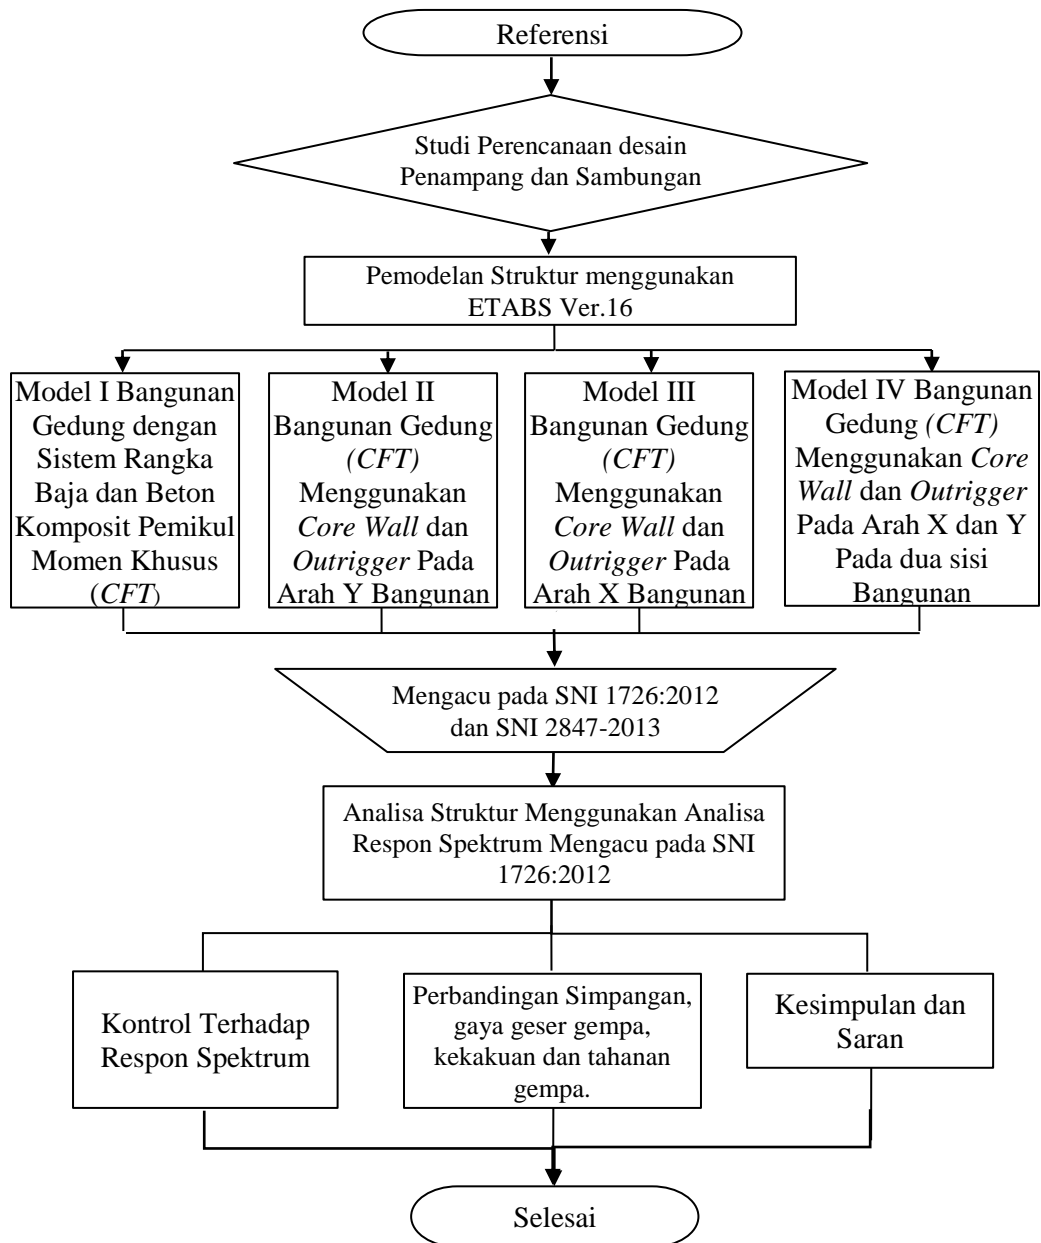 Referensi
Studi Perencanaan desain
Penampang dan Sambungan
Pemodelan Struktur menggunakan
ETABS Ver.16
Model I Bangunan
Gedung dengan
Sistem Rangka
Baja dan Beton
Komposit Pemikul
Momen Khusus
(CFT)
Model II
Bangunan Gedung
(CFT)
Menggunakan
Core Wall dan
Outrigger Pada
Arah Y Bangunan
Model III
Bangunan Gedung
(CFT)
Menggunakan
Core Wall dan
Outrigger Pada
Arah X Bangunan
Model IV Bangunan
Gedung (CFT)
Menggunakan Core
Wall dan Outrigger
Pada Arah X dan Y
Pada dua sisi
Bangunan
Mengacu pada SNI 1726:2012
dan SNI 2847-2013
Analisa Struktur Menggunakan Analisa
Respon Spektrum Mengacu pada SNI
1726:2012
Kontrol Terhadap
Respon Spektrum
Perbandingan Simpangan,
gaya geser gempa,
kekakuan dan tahanan
gempa.
Kesimpulan dan
Saran
Selesai